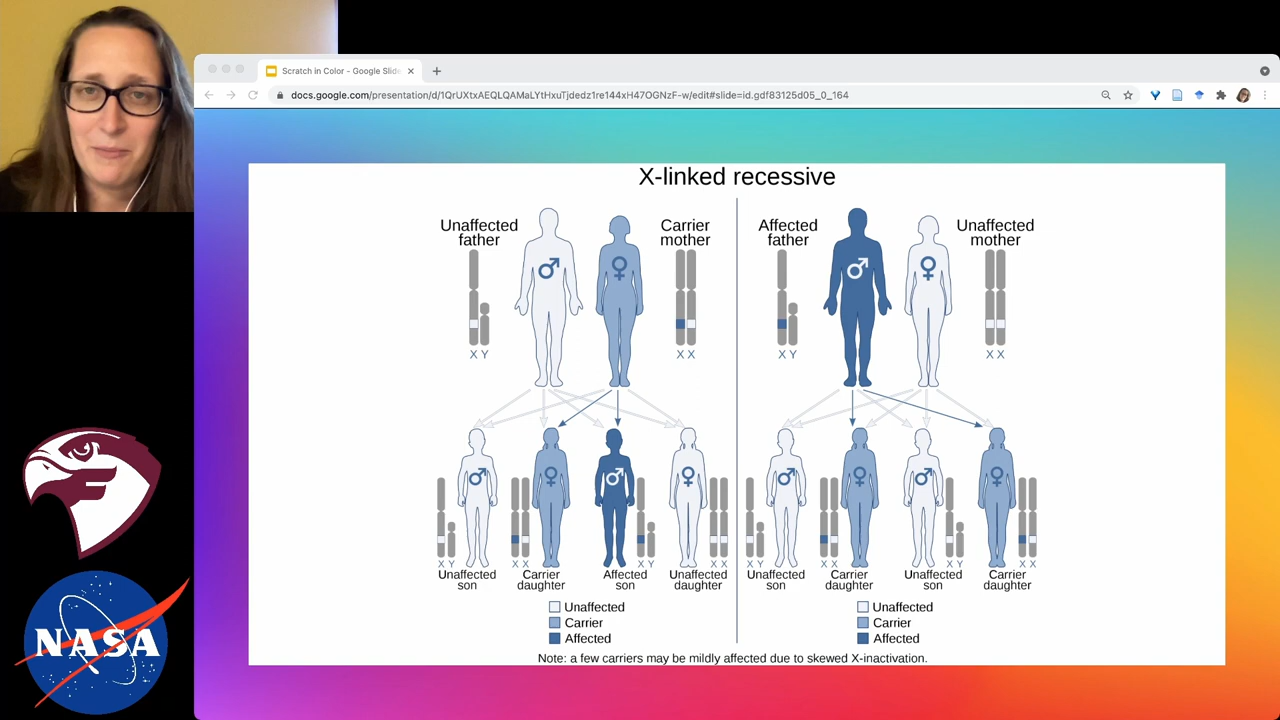 Scratch in Color - Google Slide
docs.google.com/presentation/d/1QrUXtxAEQLQAMaLYtHxuTjdedz1re144xH47OGNzF-w/edit#slide=id.gdf83125d05_0_164
X-linked recessive
Unaffected
father
Carrier
mother
Affected
father
Unaffected
mother
X Y
X X
X Y
X X
X Y
X X
X Y
X X
X Y
X X
X Y
X X
Unaffected
son
Carrier
daughter
Affected
son
Unaffected
daughter
Unaffected
son
Carrier
daughter
Unaffected
son
Carrier
daughter
Unaffected
Carrier
Affected
Unaffected
Carrier
Affected
Note: a few carriers may be mildly affected due to skewed X-inactivation.
NASA